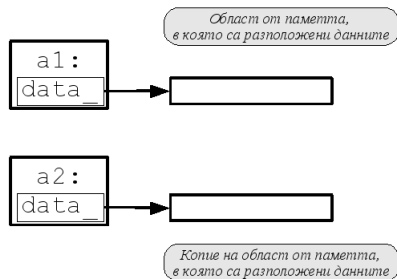 Област от паметта,
в която са разположени данните
a1:
data_
a2:
data_
Копие на област от паметта,
в която са разположени данните